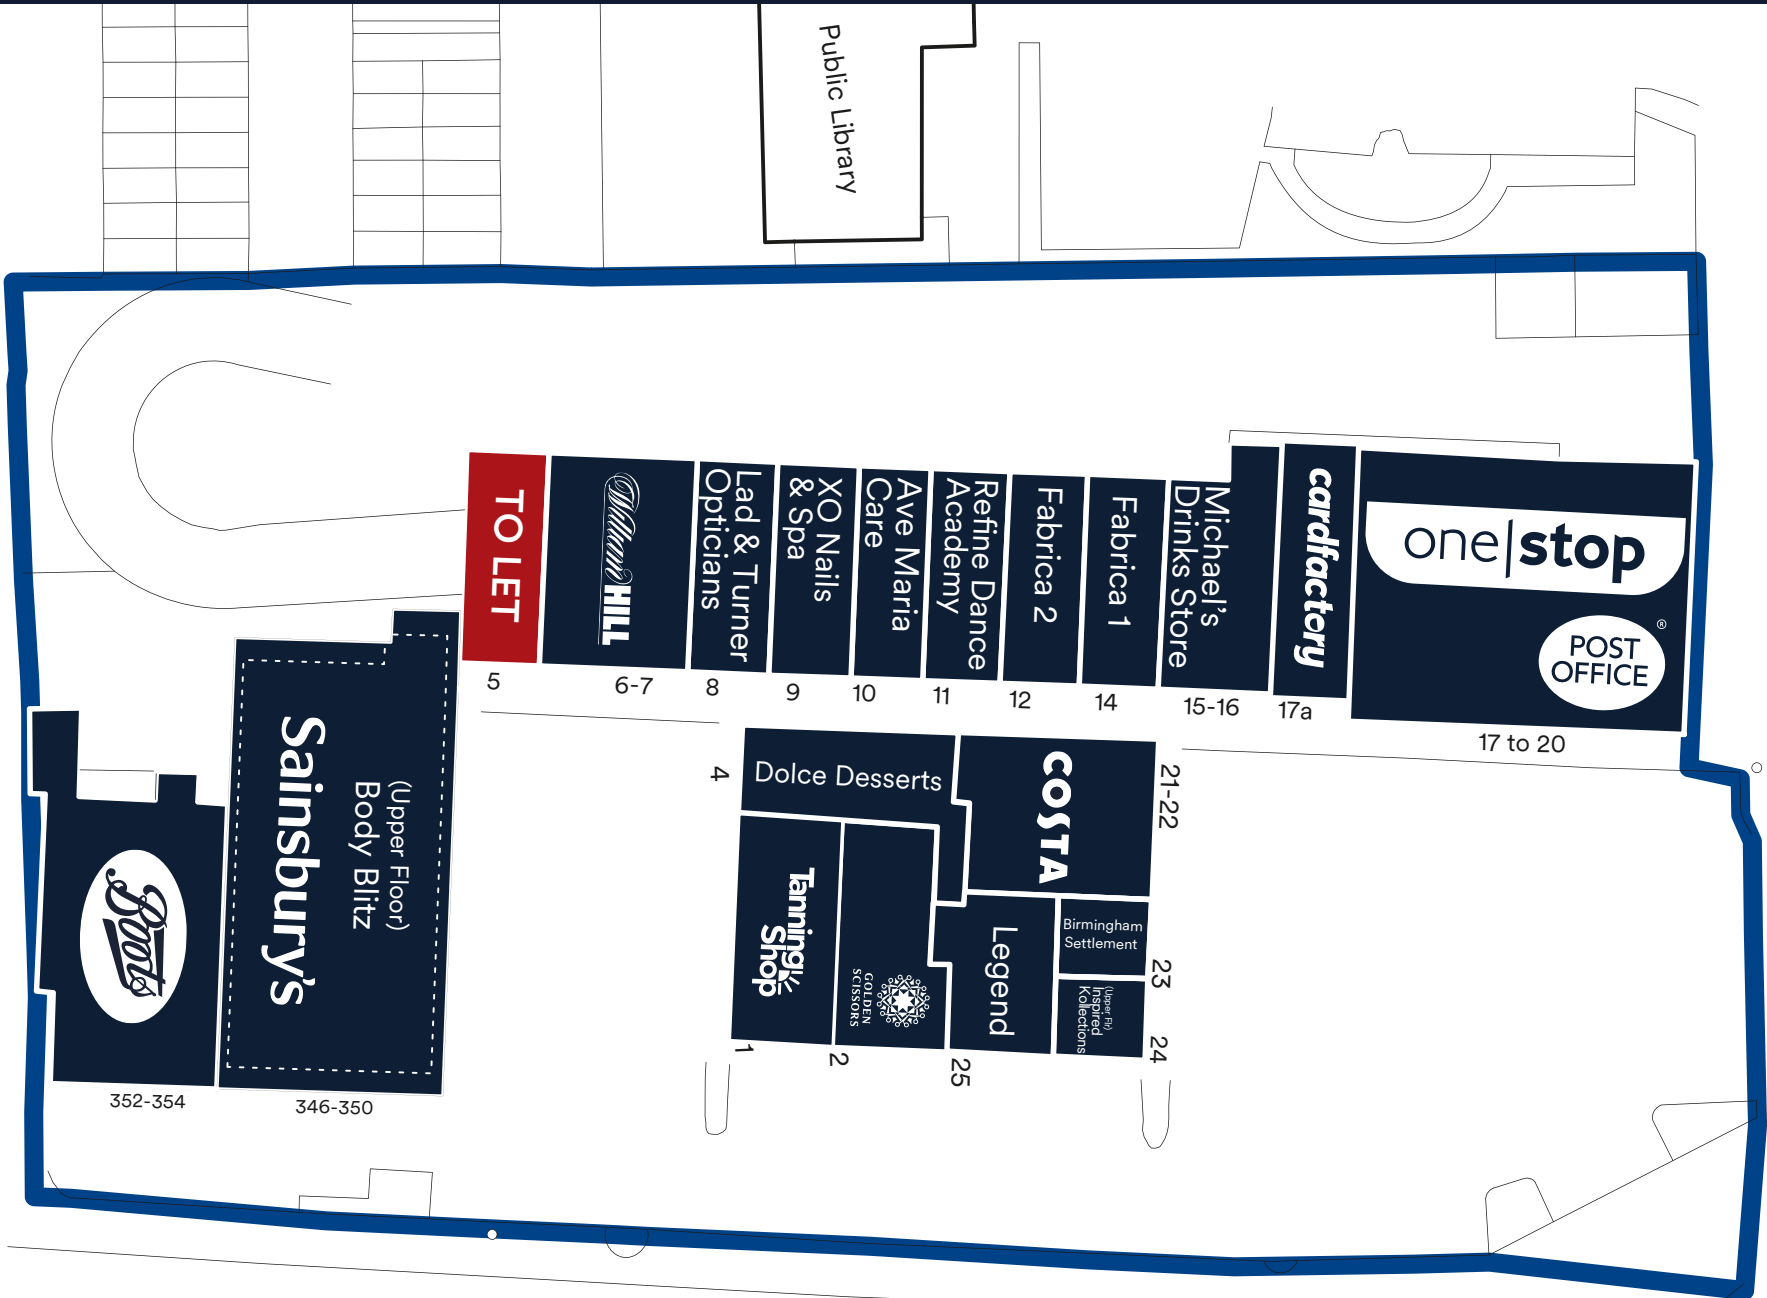 Public Library
TO LET
William HILL
Lad & Turner
Opticians
XO Nails
& Spa
Ave Maria
Care
Refine Dance
Academy
Fabrica 2
Fabrica 1
Michael's
Drinks Store
cardfactory
one|stop
POST
OFFICE
®
5
6-7
8
9
10
11
12
14
15-16
17a
17 to 20
Sainsbury's
(Upper Floor)
Body Blitz
Boots
352-354
346-350
4
Dolce Desserts
COSTA
21-22
Tanning
Shop
GOLDEN
SCISSORS
Legend
Birmingham
Settlement
23
(Upper Flr)
Inspired
Kollections
24
1
2
25